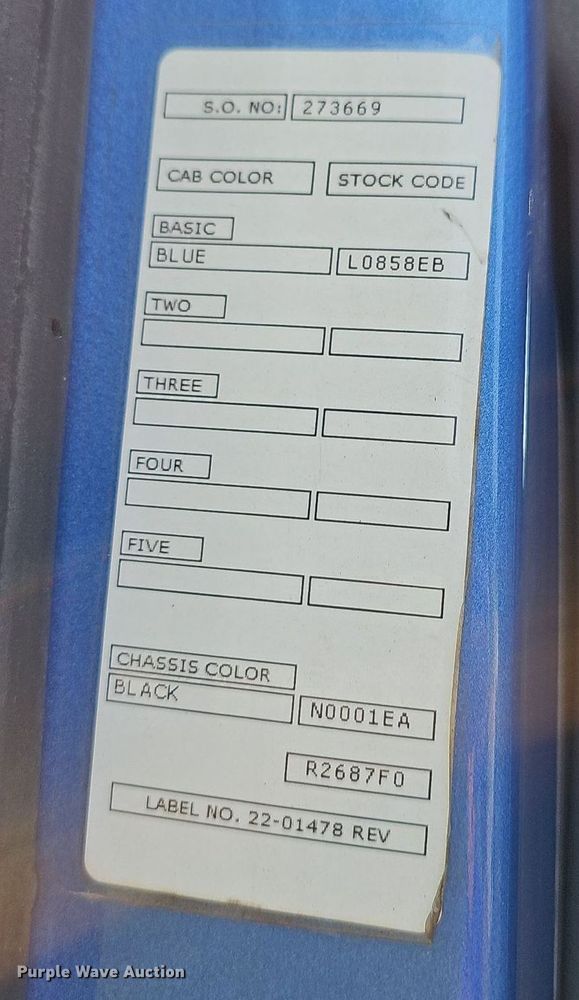 S.O. NO: 273669
CAB COLOR STOCK CODE
BASIC
BLUE L0858EB
TWO
THREE
FOUR
FIVE
CHASSIS COLOR
BLACK N0001EA
R2687F0
LABEL NO. 22-01478 REV
Purple Wave Auction